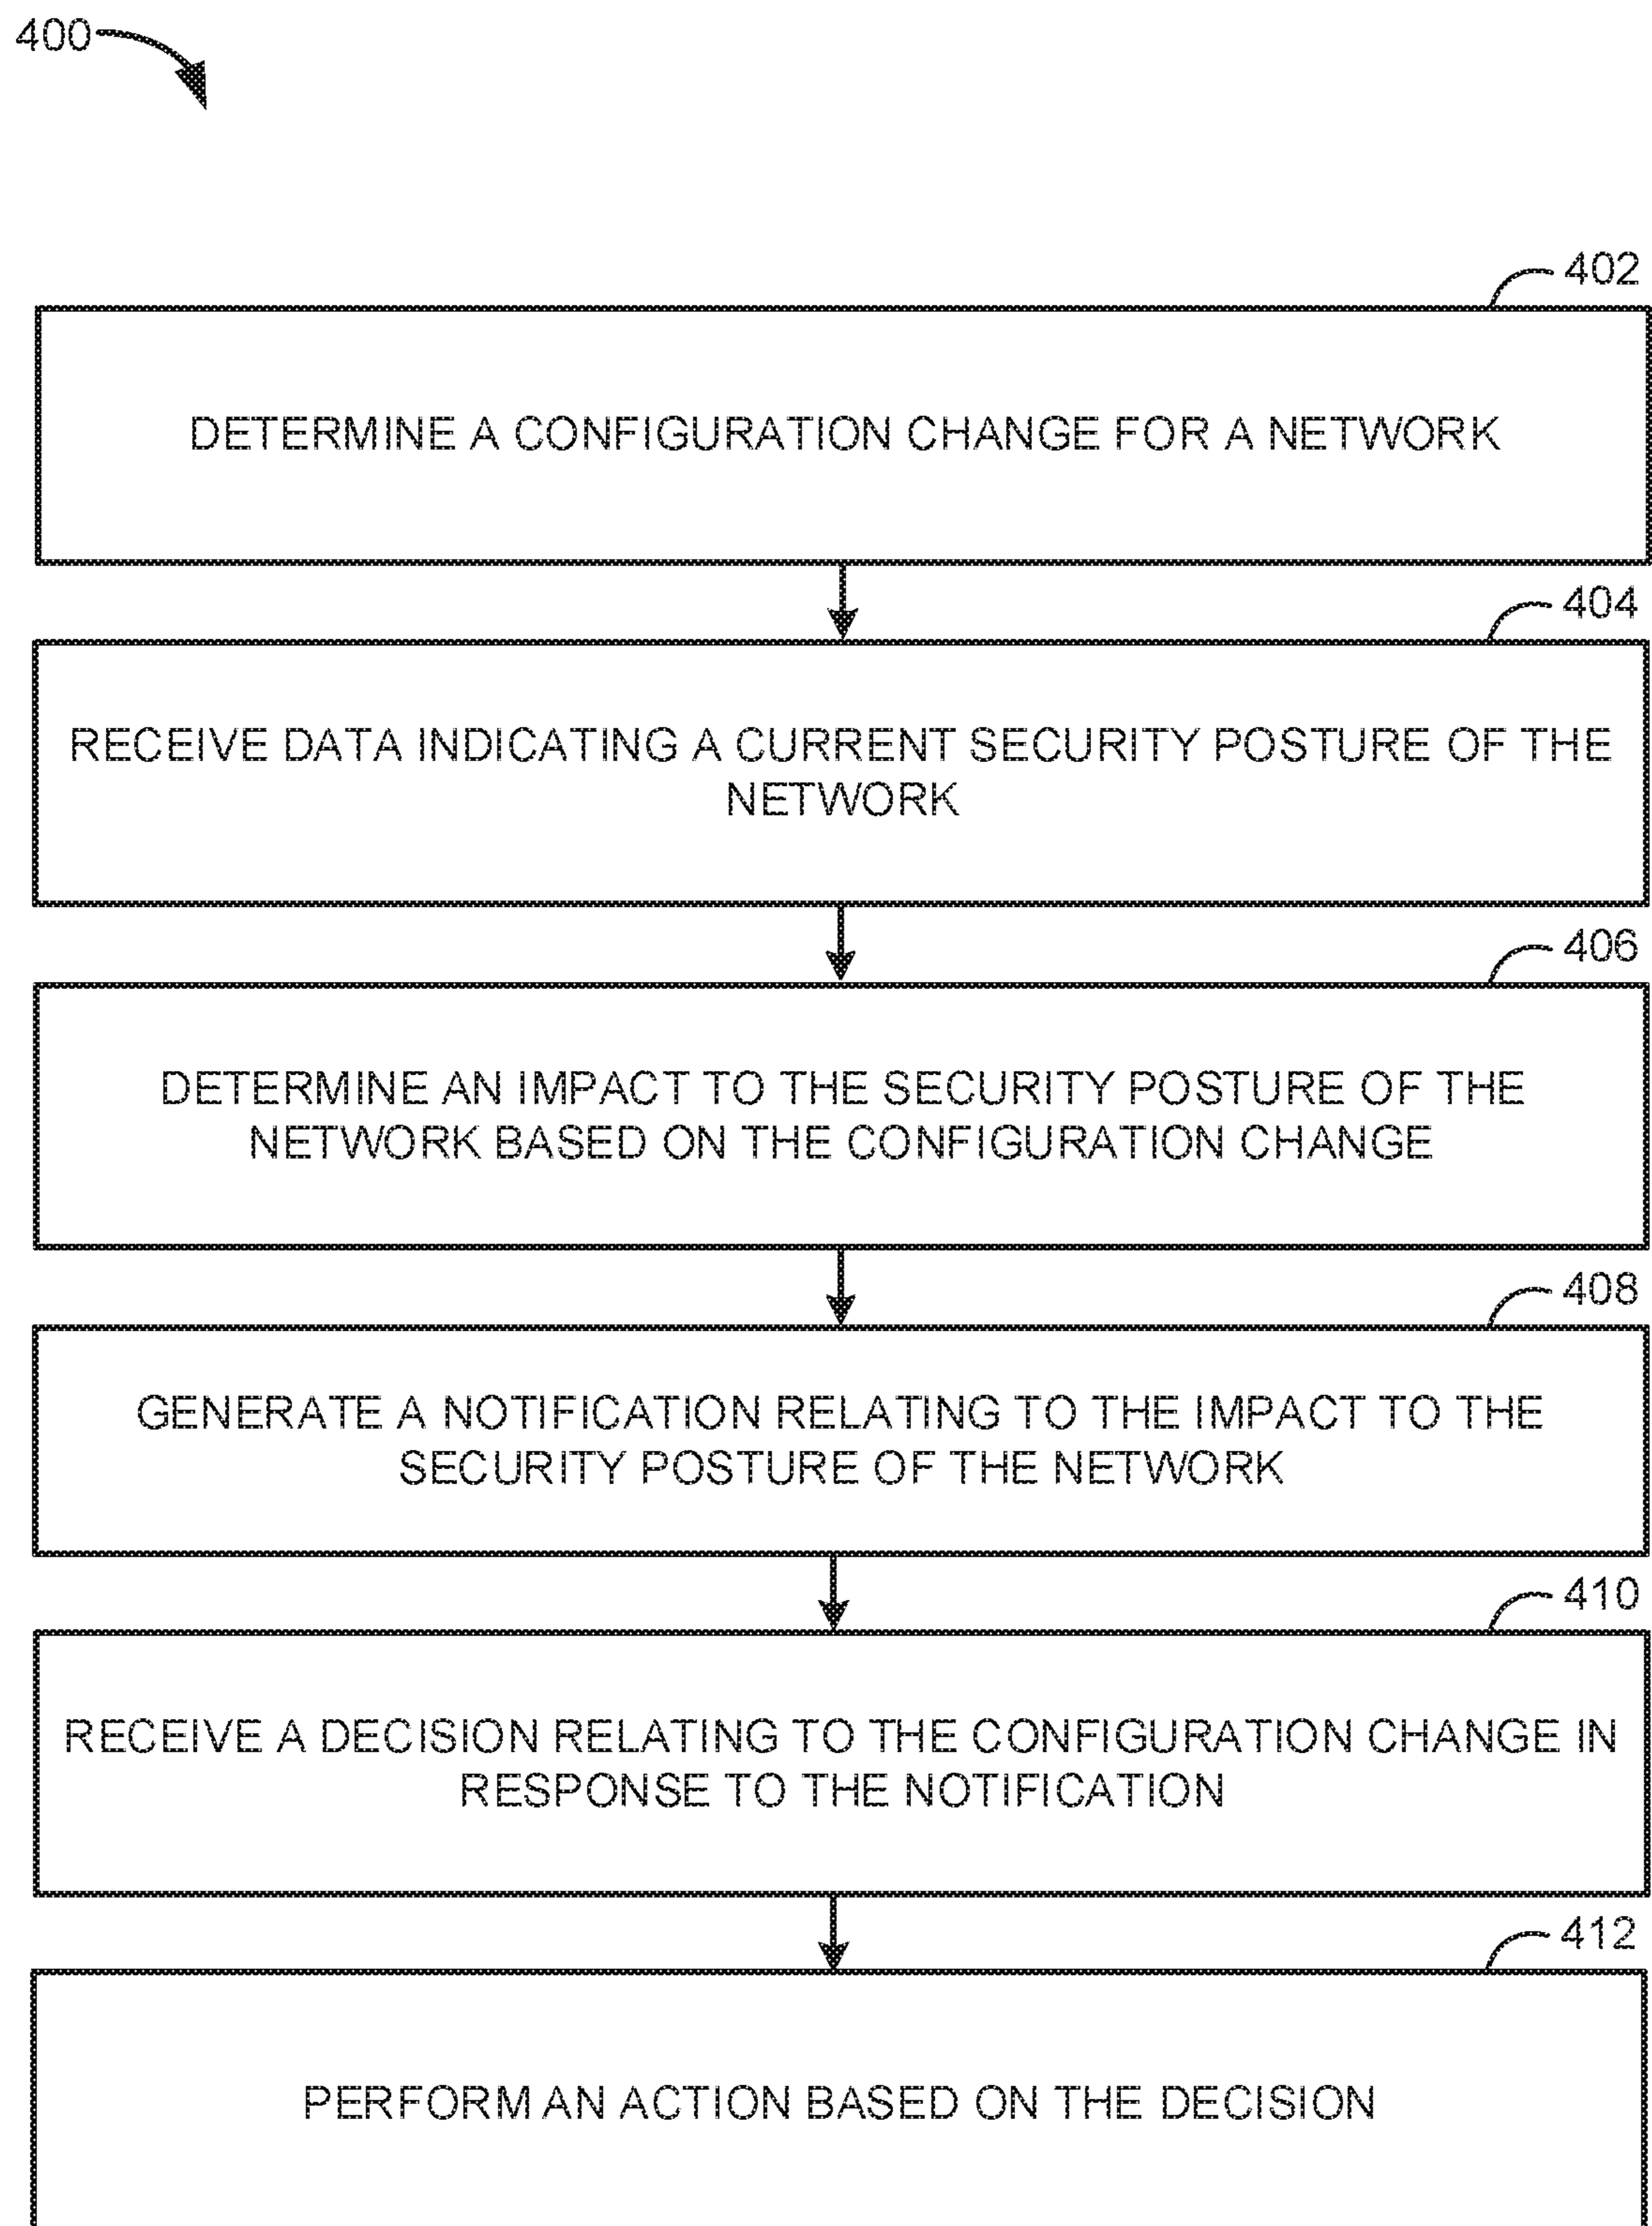 400
402
DETERMINE A CONFIGURATION CHANGE FOR A NETWORK
404
RECEIVE DATA INDICATING A CURRENT SECURITY POSTURE OF THE
NETWORK
406
DETERMINE AN IMPACT TO THE SECURITY POSTURE OF THE
NETWORK BASED ON THE CONFIGURATION CHANGE
408
GENERATE A NOTIFICATION RELATING TO THE IMPACT TO THE
SECURITY POSTURE OF THE NETWORK
410
RECEIVE A DECISION RELATING TO THE CONFIGURATION CHANGE IN
RESPONSE TO THE NOTIFICATION
412
PERFORM AN ACTION BASED ON THE DECISION